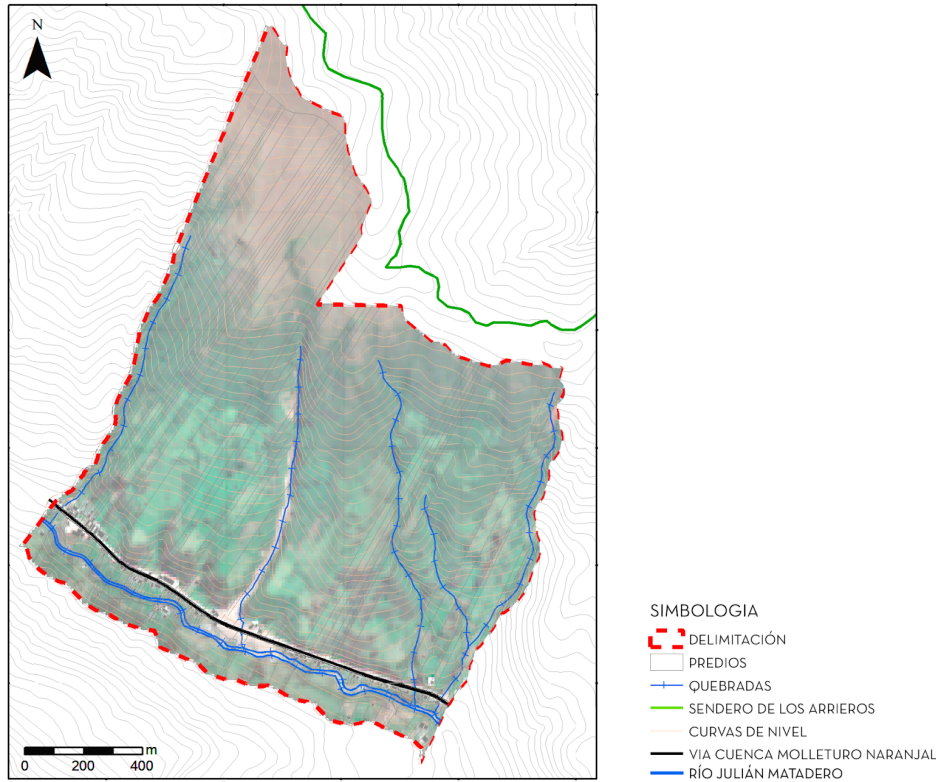 N
0 200 400 m
SIMBOLOGIA
DELIMITACIÓN
PREDIOS
QUEBRADAS
SENDERO DE LOS ARRIEROS
CURVAS DE NIVEL
VIA CUENCA MOLLETURO NARANJAL
RÍO JULIÁN MATADERO